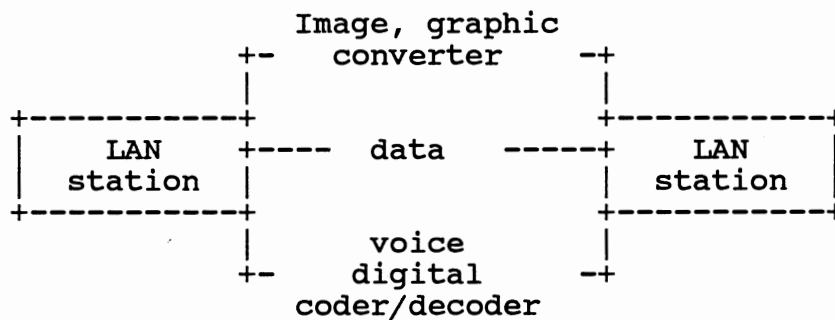 Image, graphic
+- converter -+
| |
+-----------+ +-----------+
| LAN +---- data -----+ LAN |
| station | | station |
+-----------+ +-----------+
| voice |
+- digital -+
coder/decoder